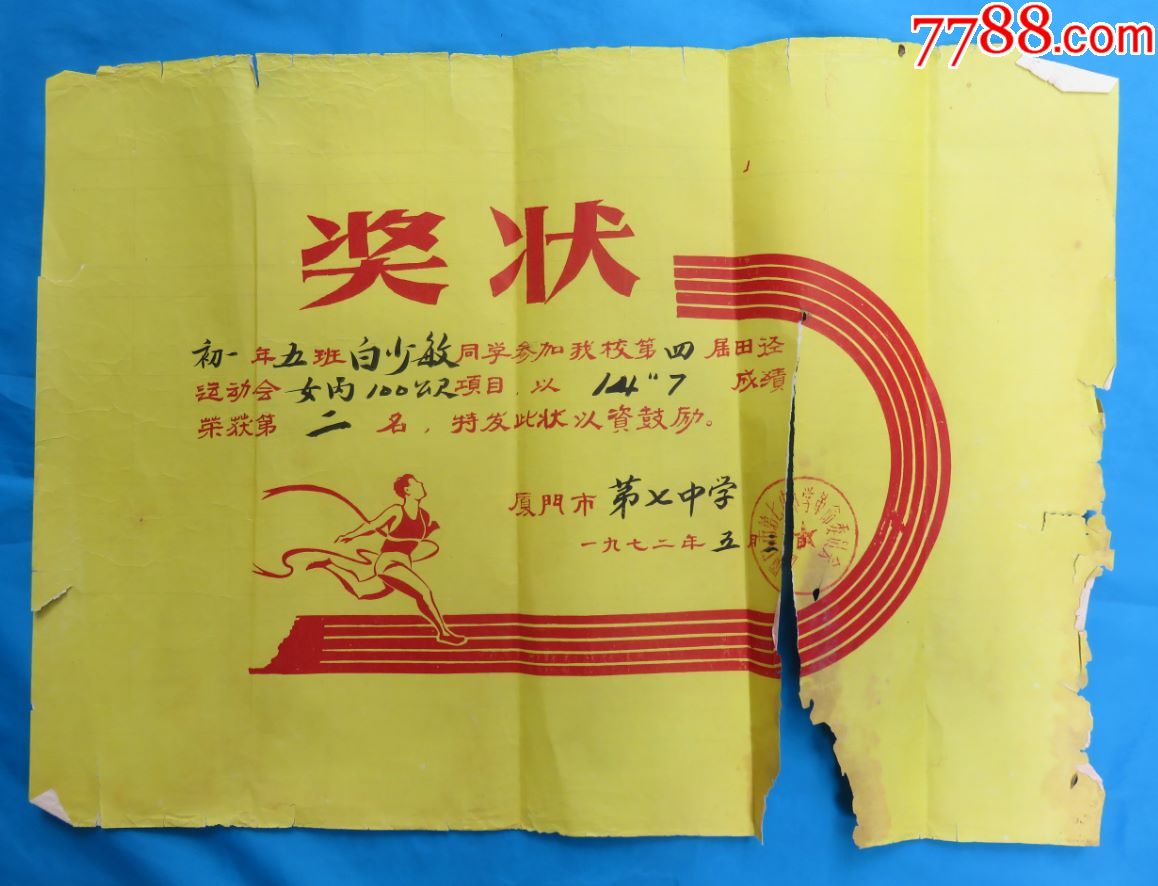 7788.com
奖状
初一年五班白少敏同学参加我校第四届田迳
运动会女丙100公尺项目,以14"7成绩
荣获第二名,特发此状以资鼓励。
厦門市第七中学
一九七二年五月